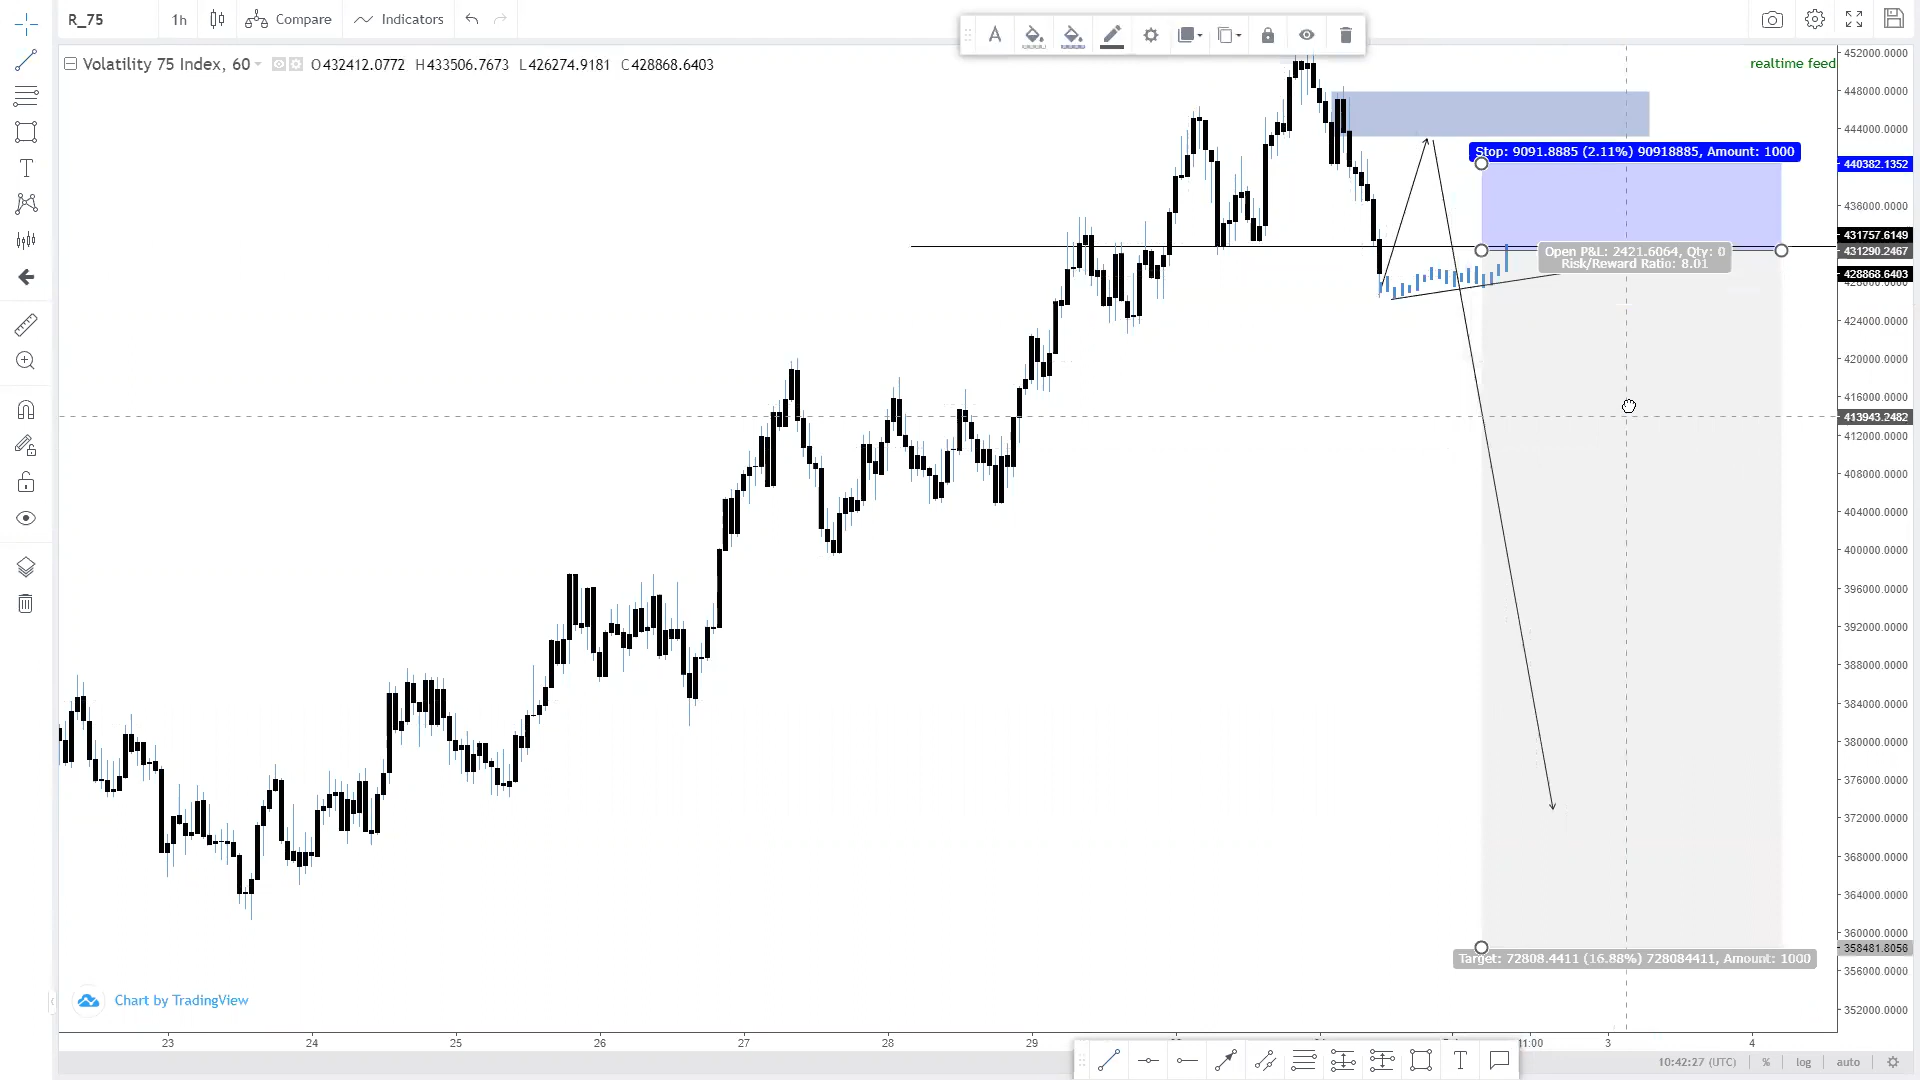 R_75
1h
Compare
Indicators
Volatility 75 Index, 60
O432412.0772 H433506.7673 L426274.9181 C428868.6403
realtime feed
Stop: 9091.8885 (2.11%) 90918885, Amount: 1000
Open P&L: 2421.6064, Qty: 0
Risk/Reward Ratio: 8.01
Target: 72808.4411 (16.88%) 728084411, Amount: 1000
452000.0000
448000.0000
444000.0000
440382.1352
436000.0000
431757.6149
431290.2467
428868.6403
424000.0000
420000.0000
416000.0000
413943.2482
412000.0000
408000.0000
404000.0000
400000.0000
396000.0000
392000.0000
388000.0000
384000.0000
380000.0000
376000.0000
372000.0000
368000.0000
364000.0000
360000.0000
358481.8056
356000.0000
352000.0000
Chart by TradingView
23 24 25 26 27 28 29 11:00 3 4
10:42:27 (UTC) % log auto